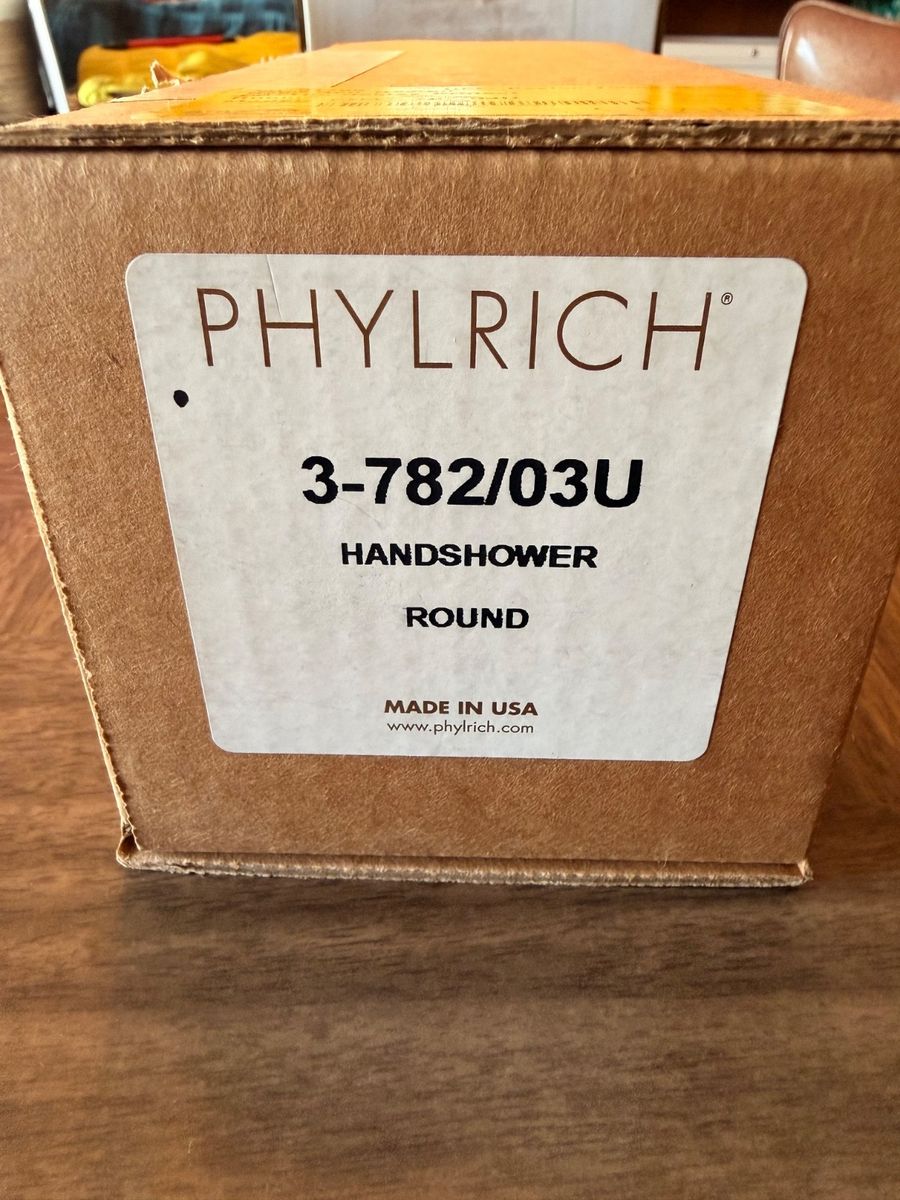 PHYLRICH®
3-782/03U
HANDSHOWER
ROUND
MADE IN USA
www.phylrich.com